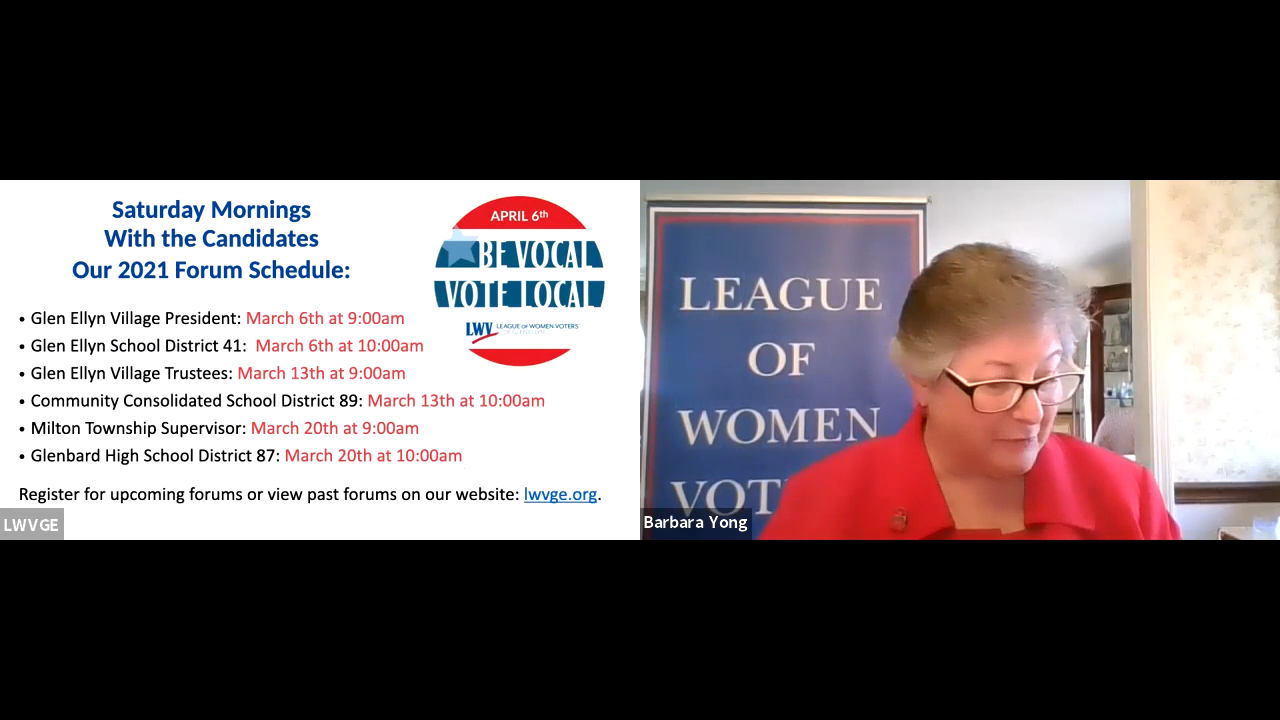 Saturday Mornings
With the Candidates
Our 2021 Forum Schedule:
• Glen Ellyn Village President: March 6th at 9:00am
• Glen Ellyn School District 41: March 6th at 10:00am
• Glen Ellyn Village Trustees: March 13th at 9:00am
• Community Consolidated School District 89: March 13th at 10:00am
• Milton Township Supervisor: March 20th at 9:00am
• Glenbard High School District 87: March 20th at 10:00am
Register for upcoming forums or view past forums on our website: lwvge.org.
APRIL 6th
BE VOCAL
VOTE LOCAL
LWV LEAGUE OF WOMEN VOTERS
LWVGE
LEAGUE
OF
WOMEN
VOT
Barbara Yong